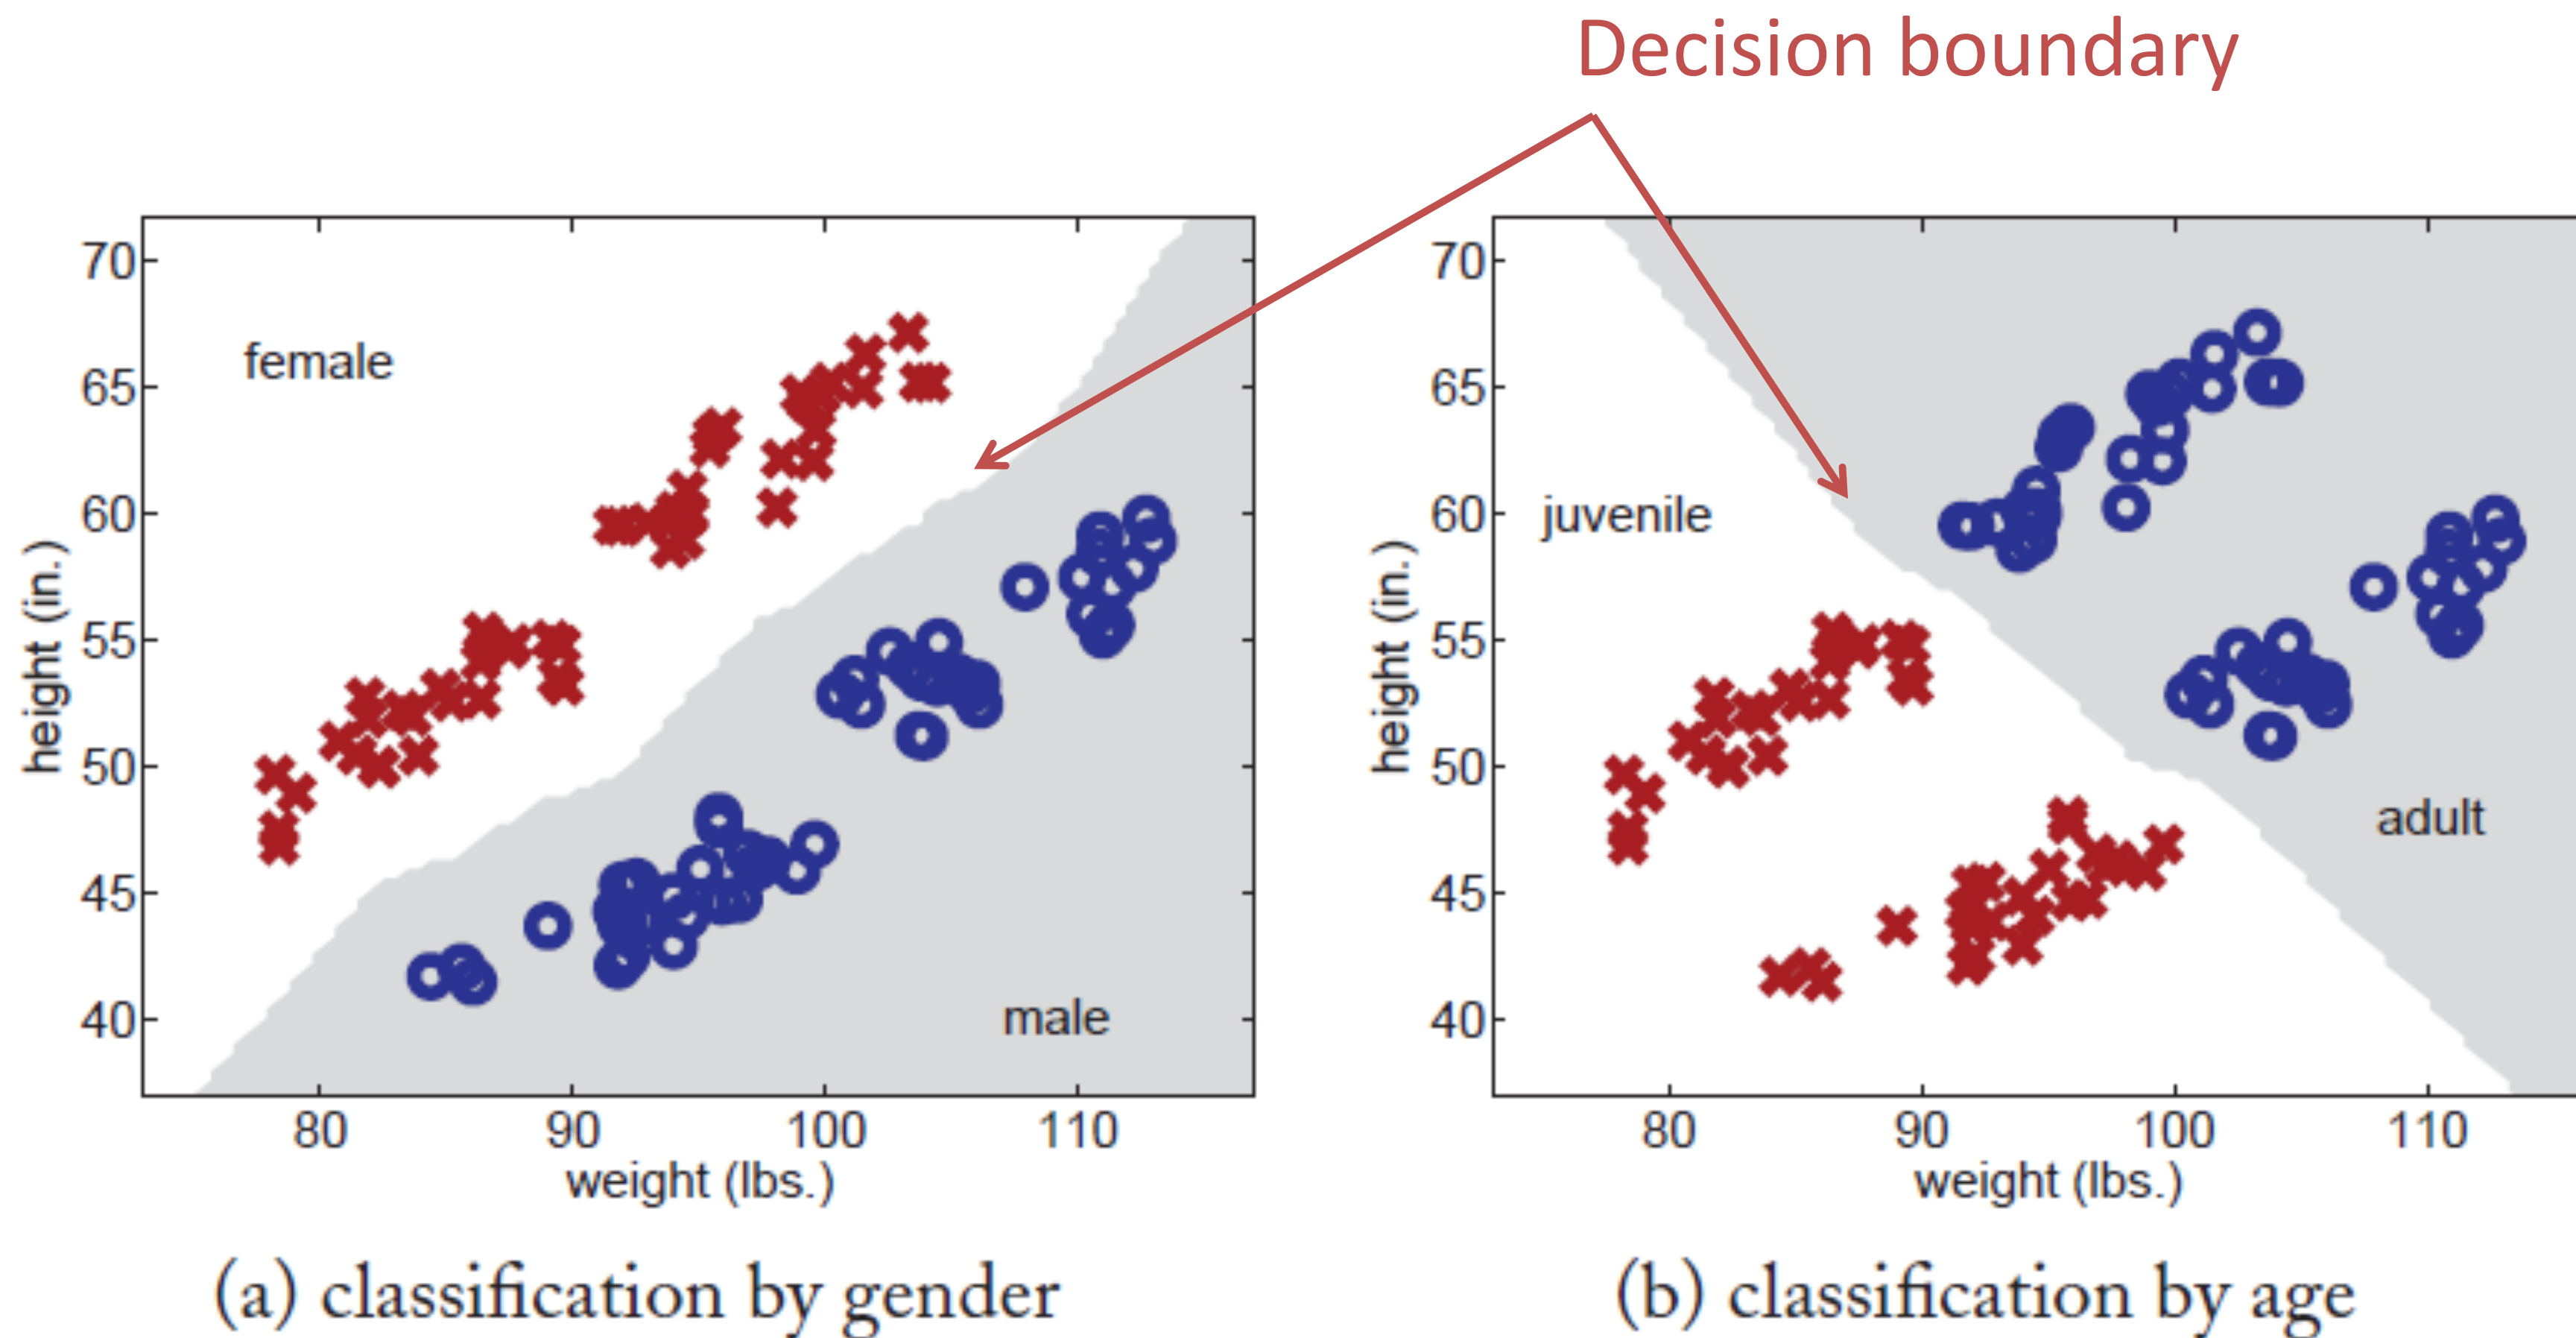 Decision boundary
70
65
60
55
50
45
40
height (in.)
female
male
80 90 100 110
weight (lbs.)
(a) classification by gender
70
65
60
55
50
45
40
height (in.)
juvenile
adult
80 90 100 110
weight (lbs.)
(b) classification by age